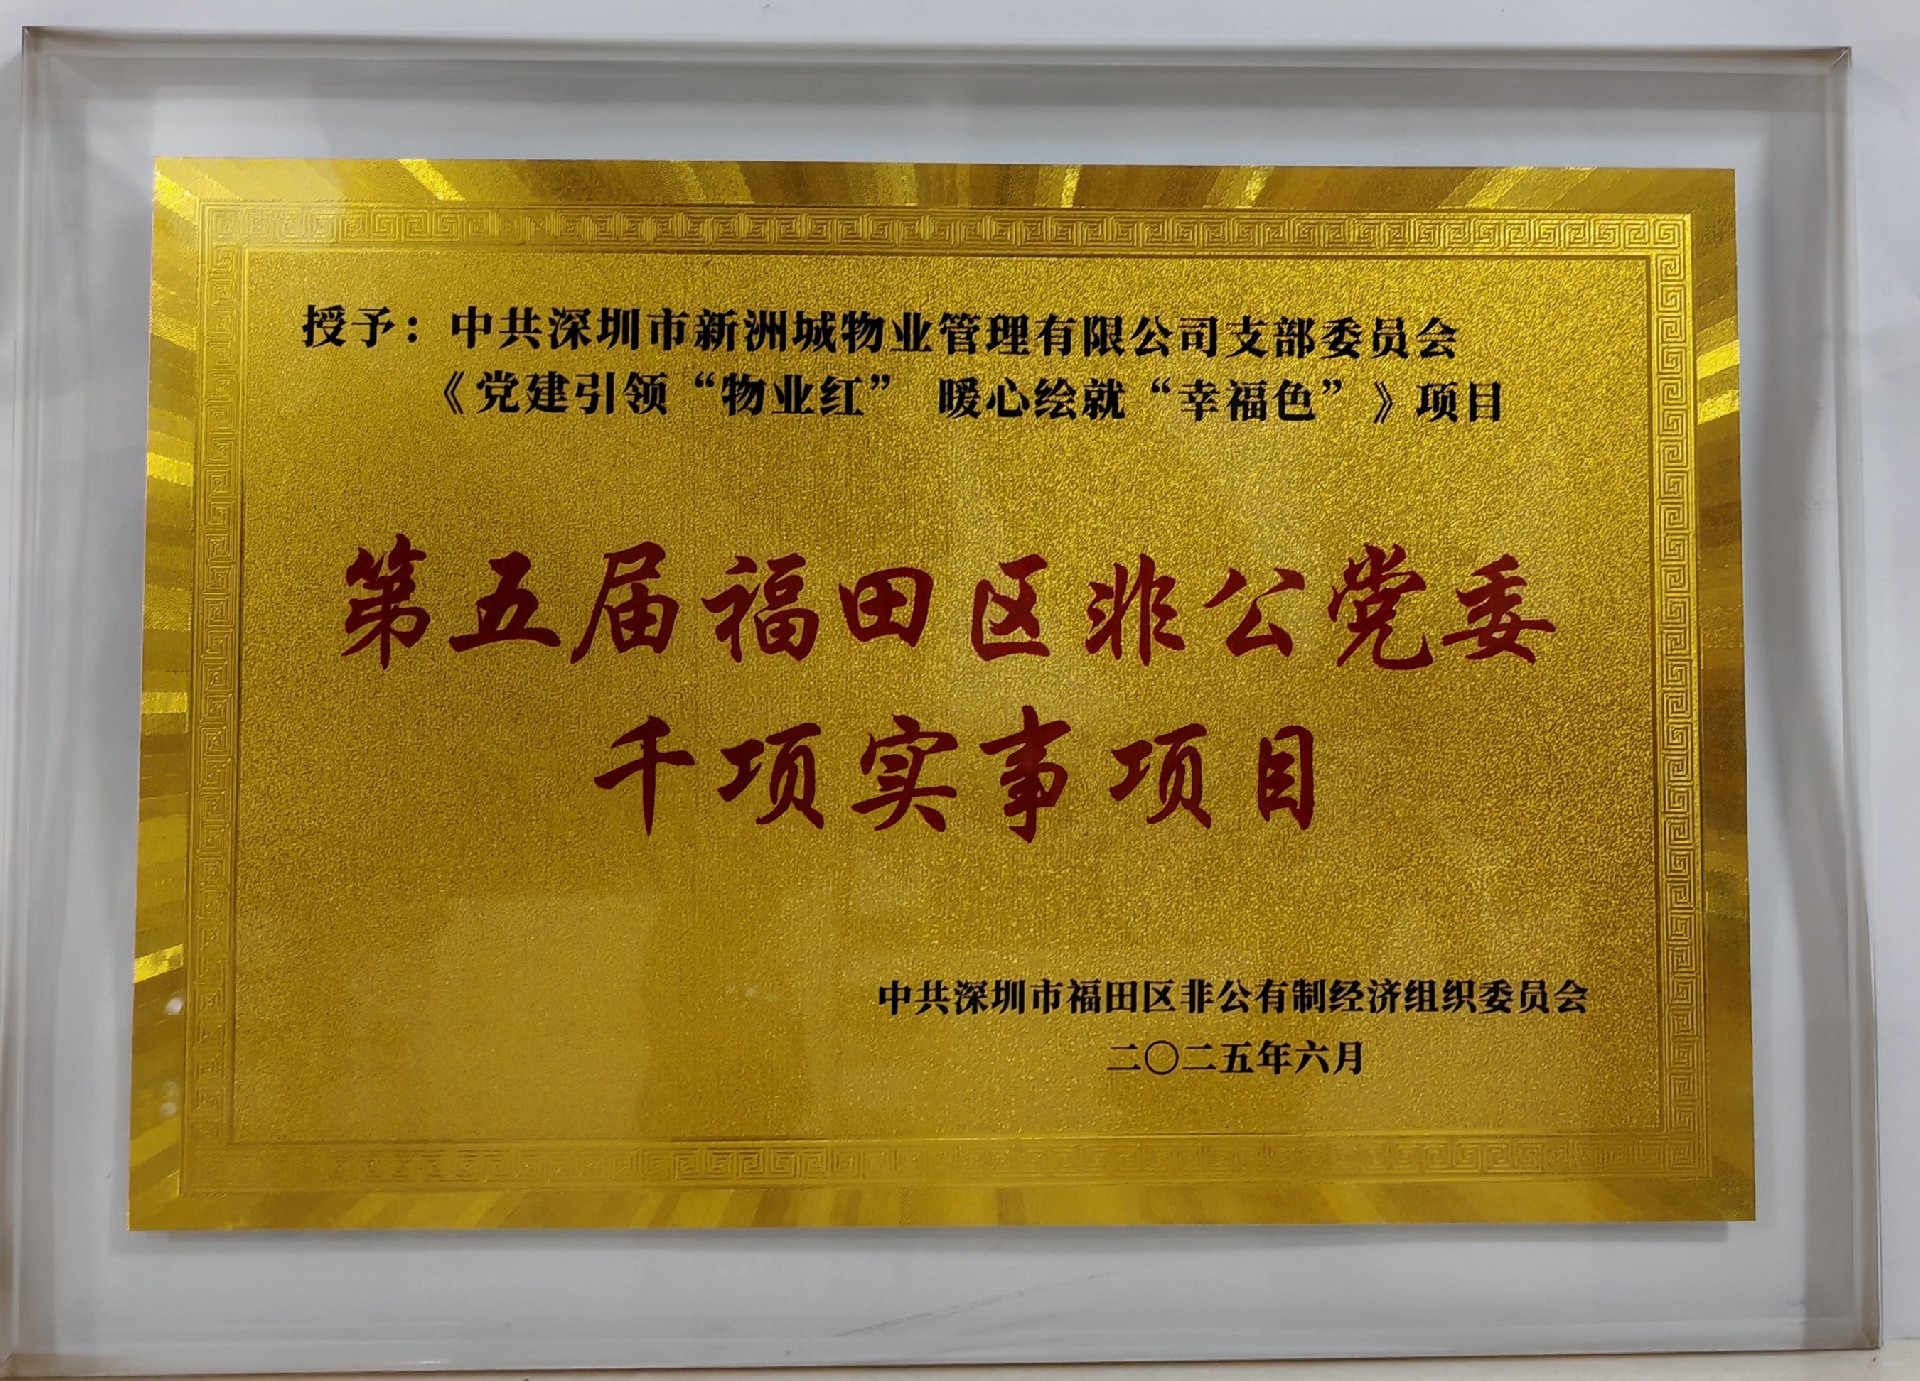 授予：中共深圳市新洲城物业管理有限公司支部委员会
《党建引领“物业红” 暖心绘就“幸福色”》项目
第五届福田区非公党委
千项实事项目
中共深圳市福田区非公有制经济组织委员会
二〇二五年六月